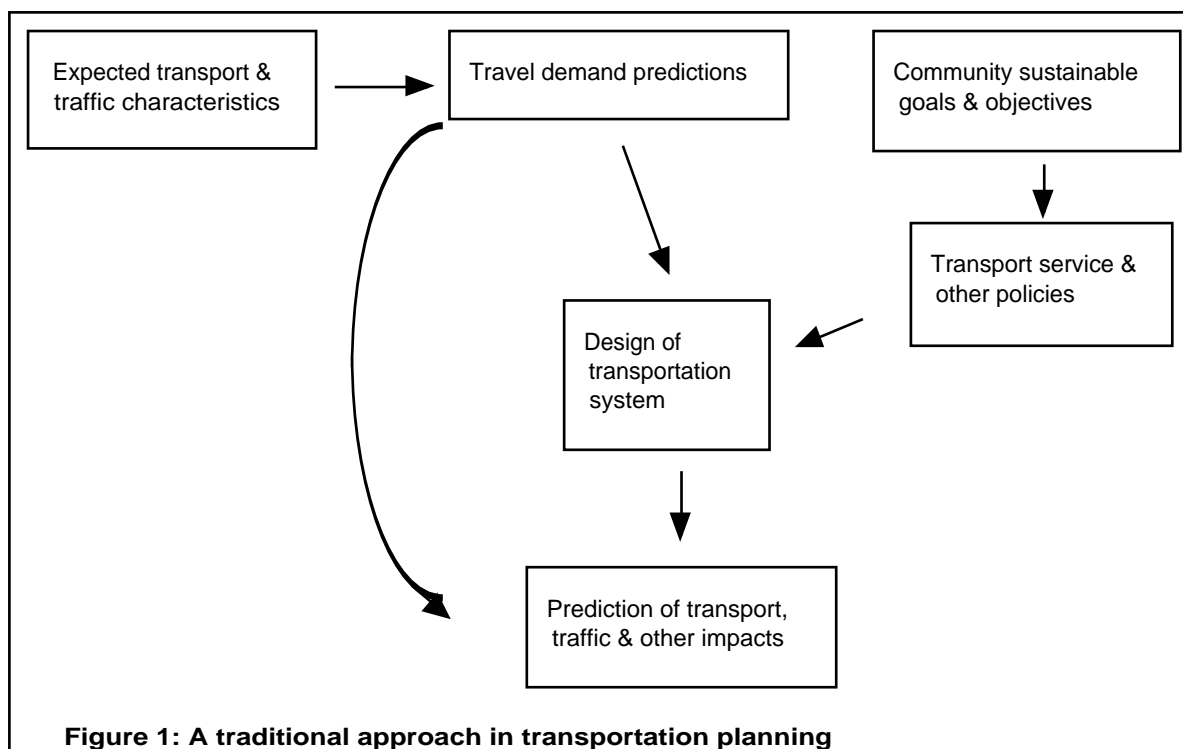 Expected transport &
traffic characteristics
Travel demand predictions
Community sustainable
goals & objectives
Transport service &
other policies
Design of
transportation
system
Prediction of transport,
traffic & other impacts
Figure 1: A traditional approach in transportation planning